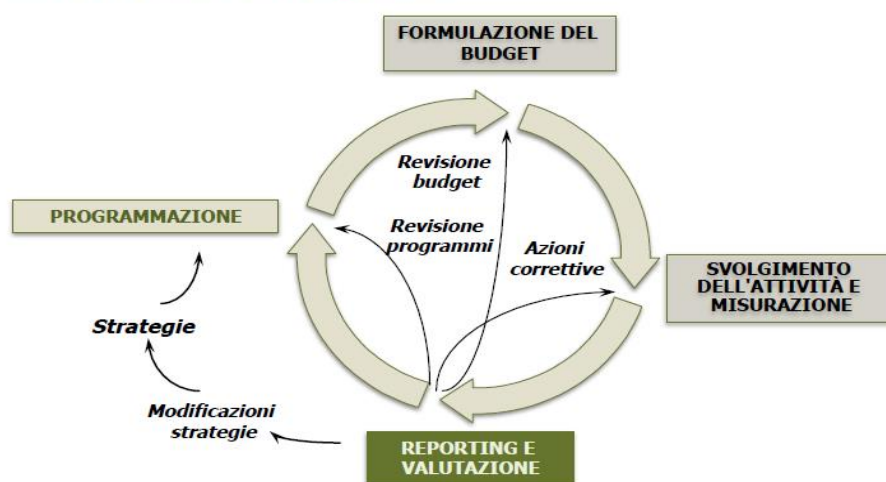 FORMULAZIONE DEL
BUDGET
Revisione
budget
PROGRAMMAZIONE
Revisione
programmi
Azioni
correttive
SVOLGIMENTO
DELL'ATTIVITÀ E
MISURAZIONE
Strategie
Modificazioni
strategie
REPORTING E
VALUTAZIONE